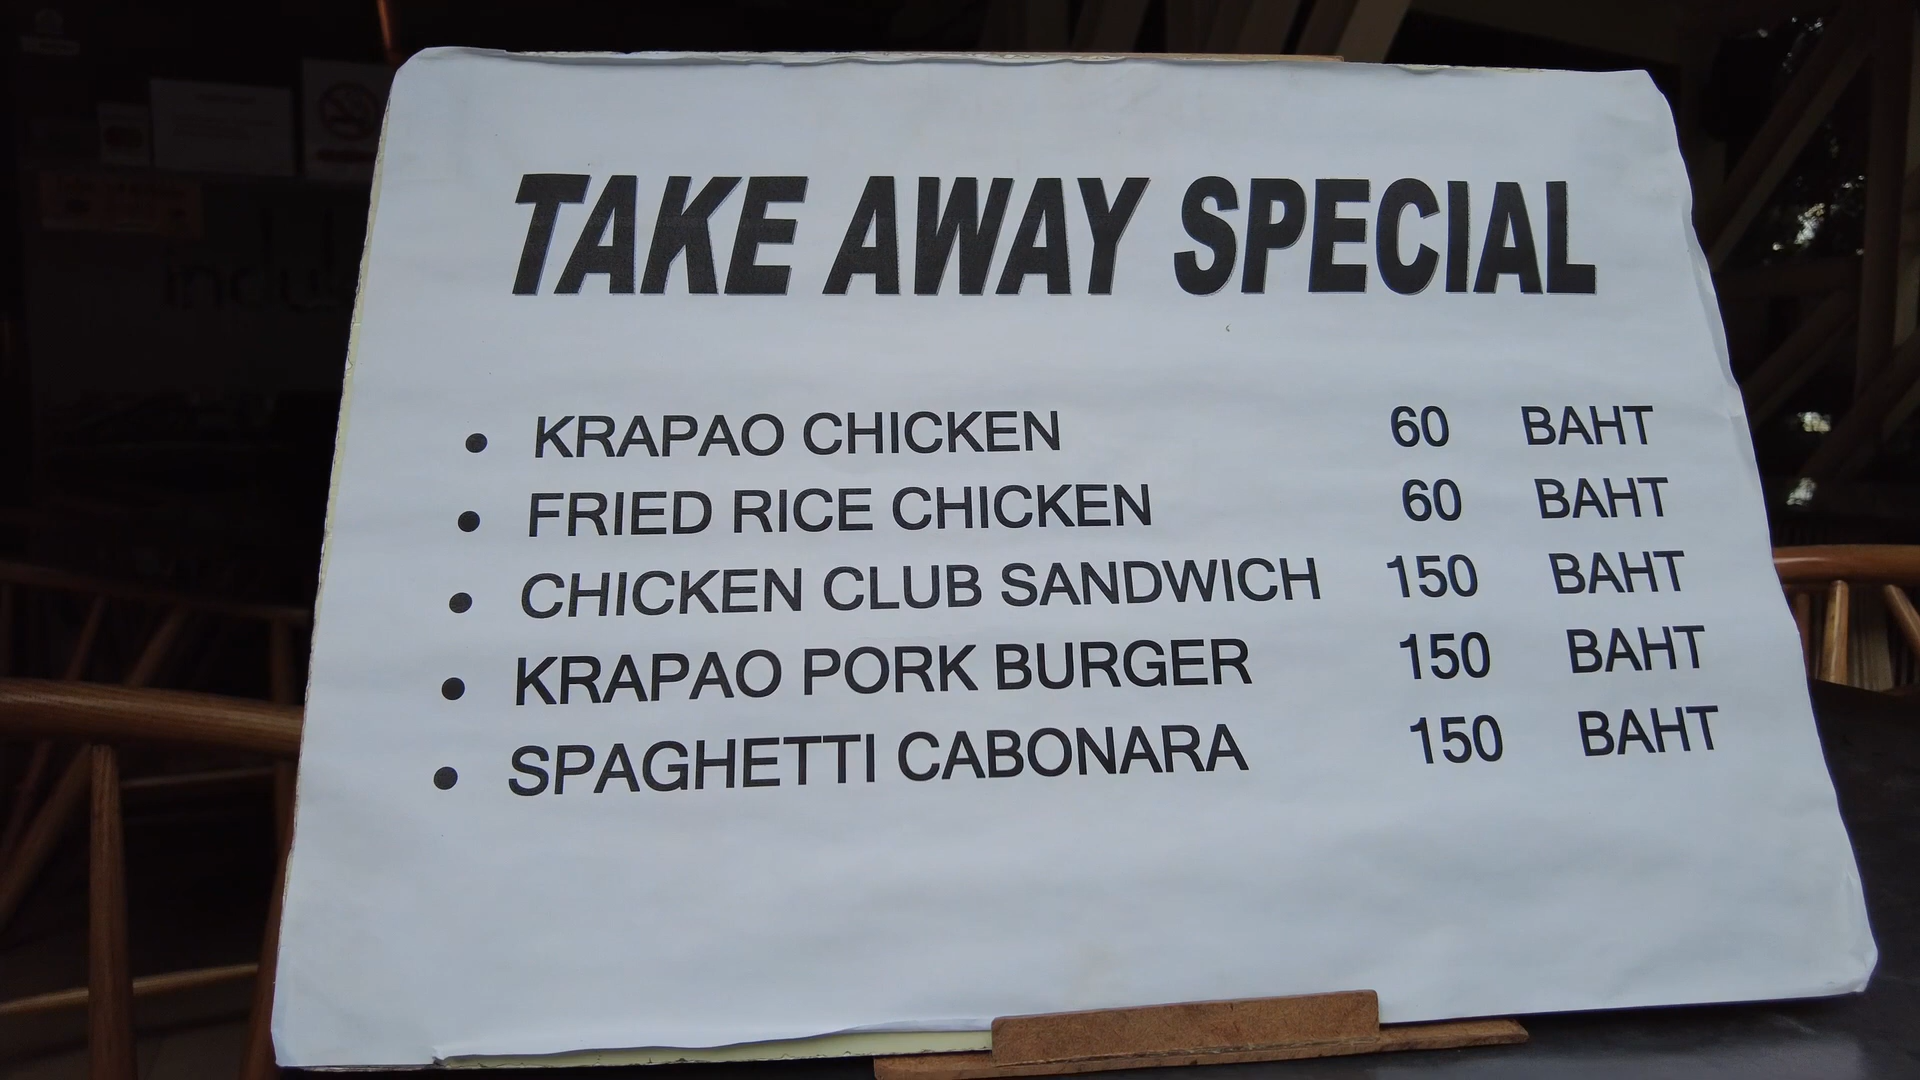 TAKE AWAY SPECIAL
• KRAPAO CHICKEN 60 BAHT
• FRIED RICE CHICKEN 60 BAHT
• CHICKEN CLUB SANDWICH 150 BAHT
• KRAPAO PORK BURGER 150 BAHT
• SPAGHETTI CABONARA 150 BAHT